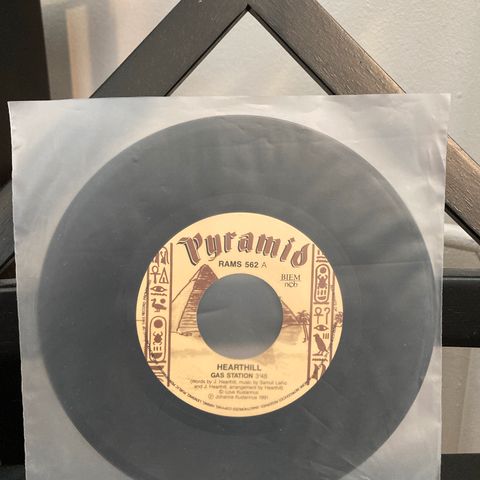 Pyramid
RAMS 562 A
BIEM
ncb
HEARTHILL
GAS STATION 3'45
(Words by J. Hearthill, music by Samuli Laiho
and J. Hearthill, arrangement by Hearthill)
© Love Kustannus
℗ Johanna Kustannus 1991